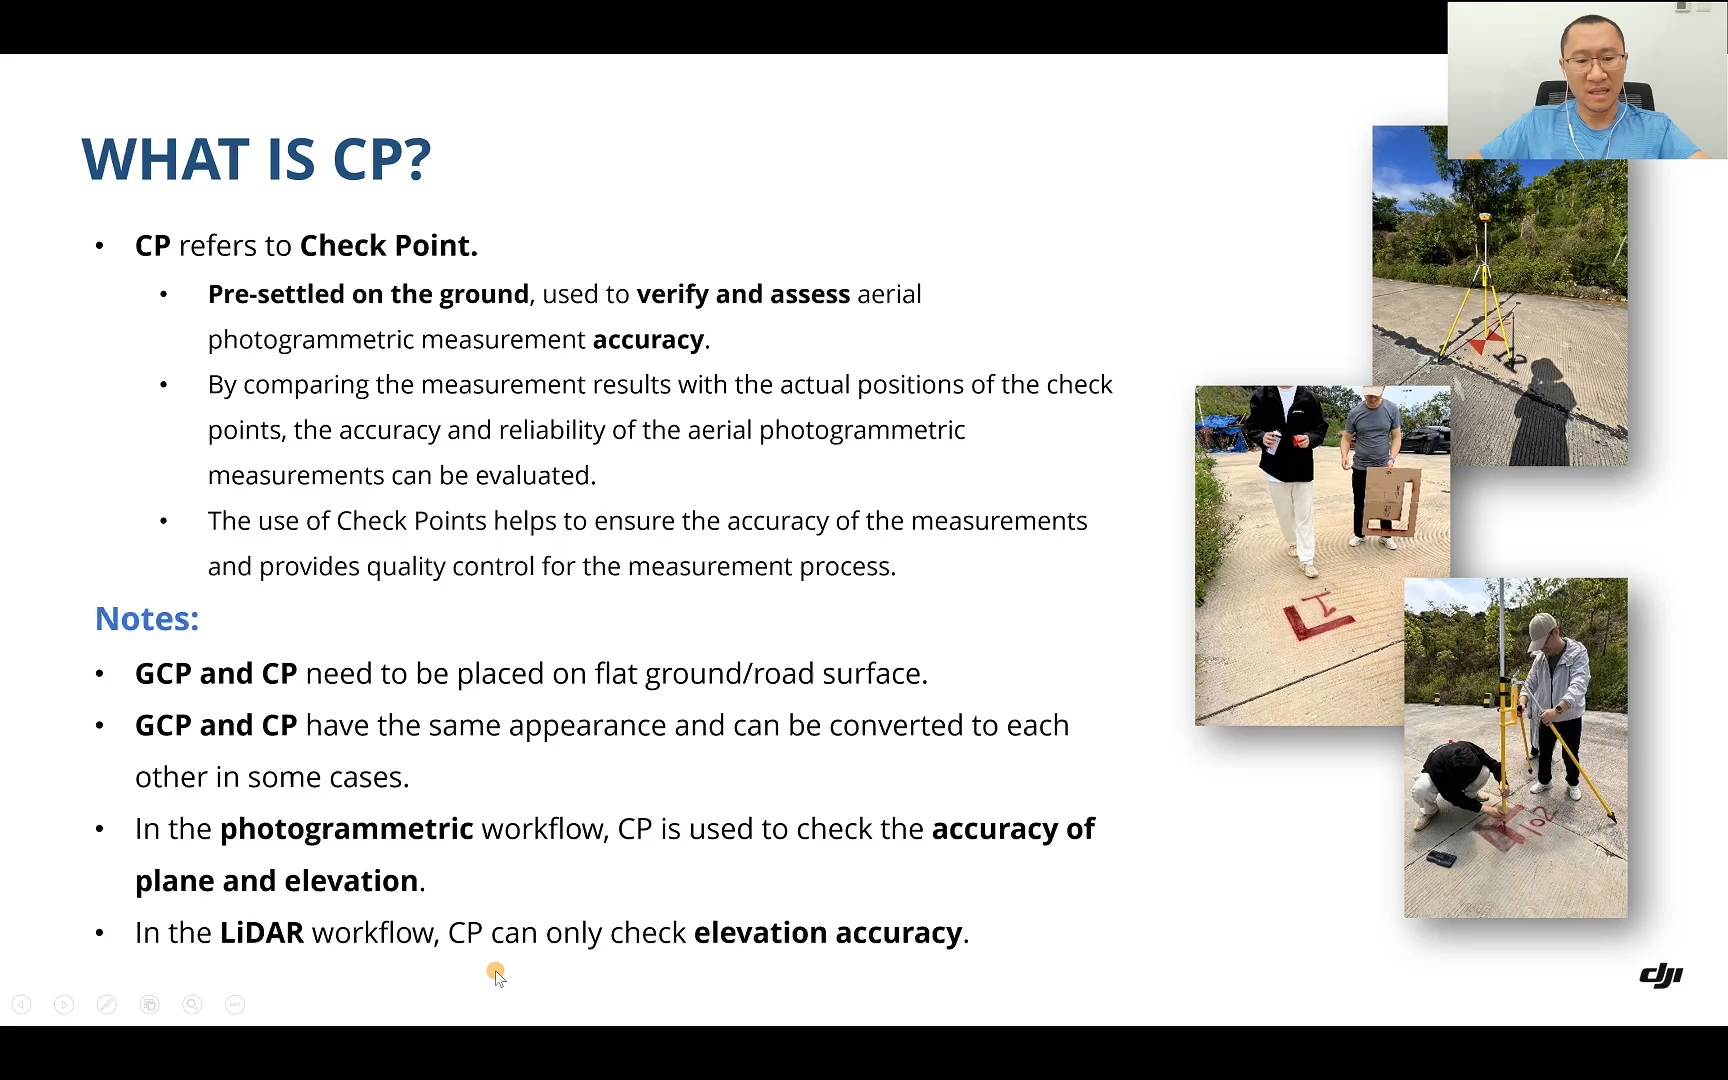 WHAT IS CP?
• CP refers to Check Point.
• Pre-settled on the ground, used to verify and assess aerial
photogrammetric measurement accuracy.
• By comparing the measurement results with the actual positions of the check
points, the accuracy and reliability of the aerial photogrammetric
measurements can be evaluated.
• The use of Check Points helps to ensure the accuracy of the measurements
and provides quality control for the measurement process.
Notes:
• GCP and CP need to be placed on flat ground/road surface.
• GCP and CP have the same appearance and can be converted to each
other in some cases.
• In the photogrammetric workflow, CP is used to check the accuracy of
plane and elevation.
• In the LiDAR workflow, CP can only check elevation accuracy.
102
dji